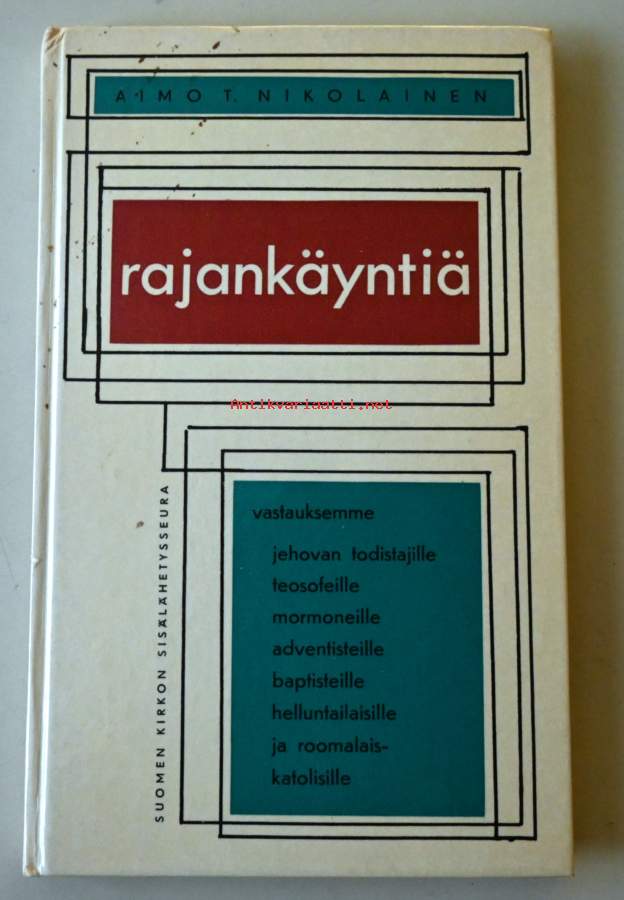 AIMO T. NIKOLAINEN
rajankäyntiä
Antikvariaatti.net
SUOMEN KIRKON SISÄLÄHETYSSEURA
vastauksemme
jehovan todistajille
teosofeille
mormoneille
adventisteille
baptisteille
helluntailaisille
ja roomalais-
katolisille